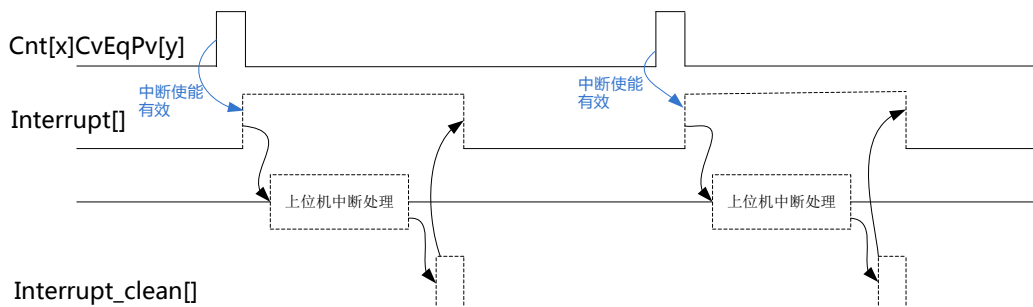 Cnt[x]CvEqPv[y]
中断使能
有效
中断使能
有效
Interrupt[]
上位机中断处理
上位机中断处理
Interrupt_clean[]